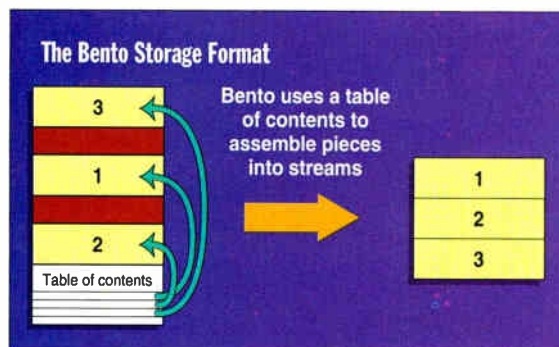 The Bento Storage Format
3
1
2
Table of contents
Bento uses a table
of contents to
assemble pieces
into streams
1
2
3